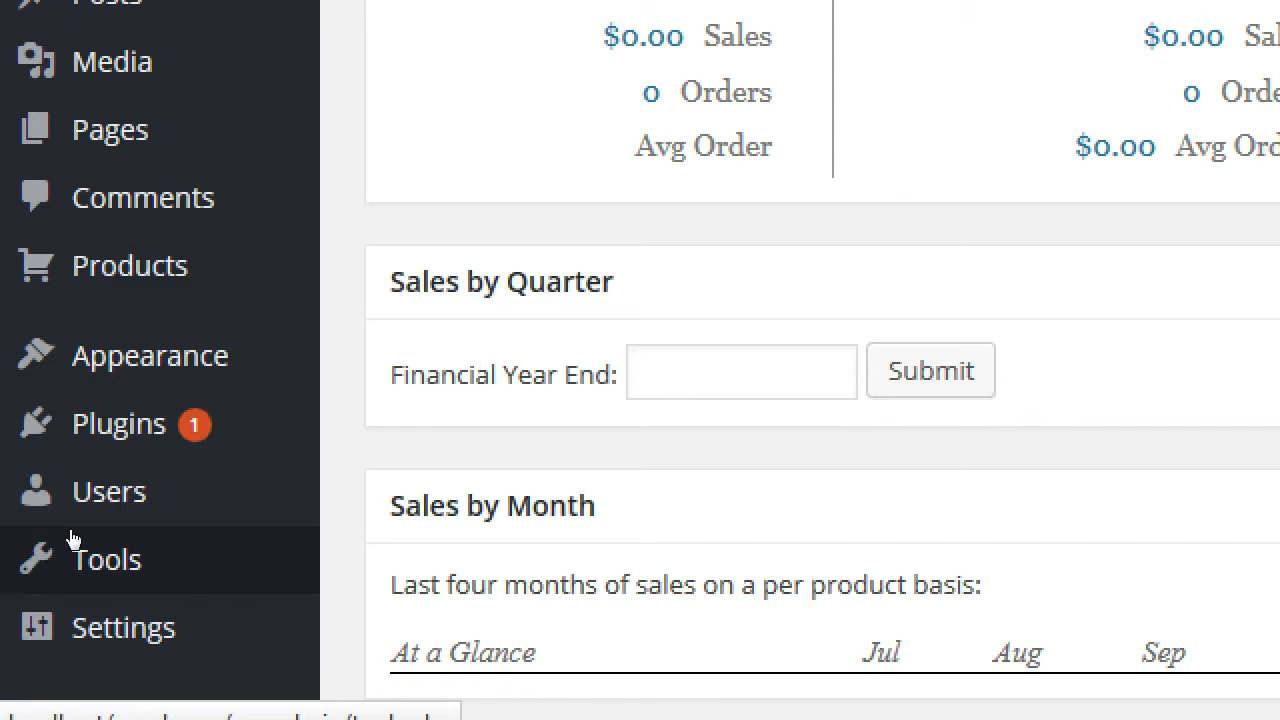 Posts
Media
Pages
Comments
Products
Appearance
Plugins 1
Users
Tools
Settings
$0.00 Sales
0 Orders
Avg Order
$0.00
0
$0.00 Avg
Sales by Quarter
Financial Year End:
Submit
Sales by Month
Last four months of sales on a per product basis:
At a Glance Jul Aug Sep